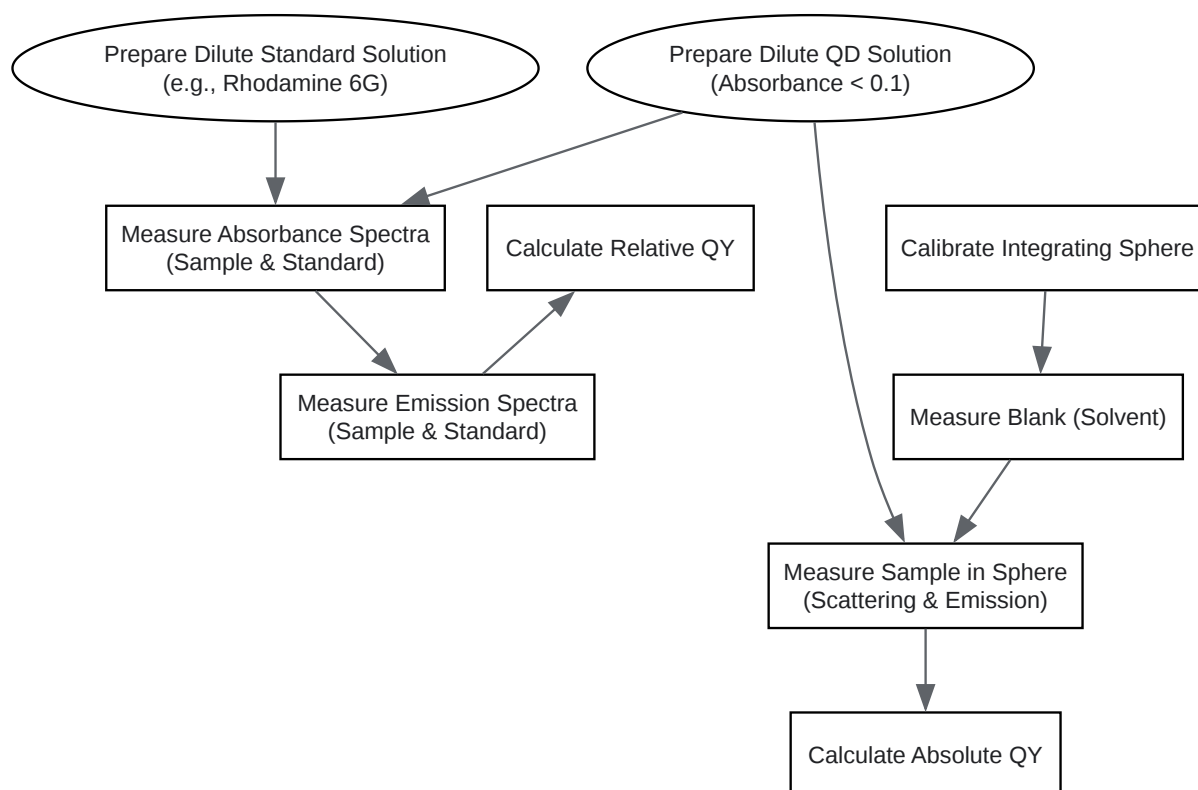 Prepare Dilute Standard Solution
(e.g., Rhodamine 6G)
Prepare Dilute QD Solution
(Absorbance < 0.1)
Measure Absorbance Spectra
(Sample & Standard)
Calculate Relative QY
Calibrate Integrating Sphere
Measure Emission Spectra
(Sample & Standard)
Measure Blank (Solvent)
Measure Sample in Sphere
(Scattering & Emission)
Calculate Absolute QY